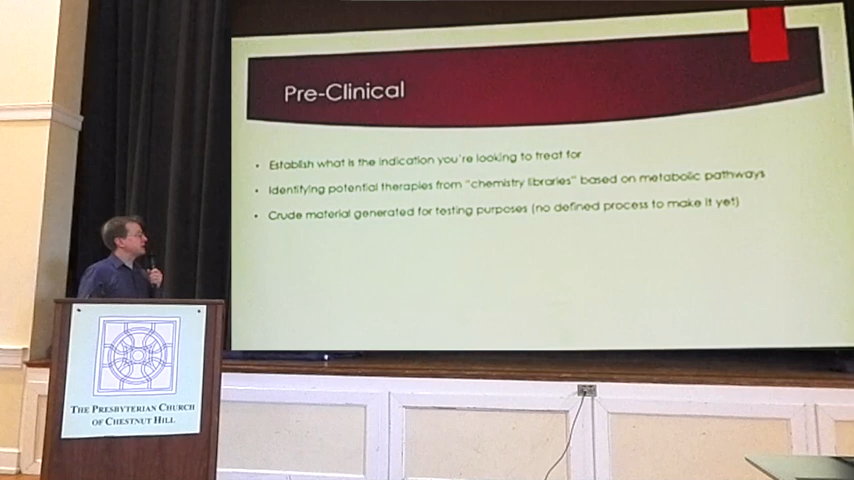 Pre-Clinical
Establish what is the indication you're looking to treat for
Identifying potential therapies from "chemistry libraries" based on metabolic pathways
Crude material generated for testing purposes (no defined process to make it yet)
THE PRESBYTERIAN CHURCH
OF CHESTNUT HILL